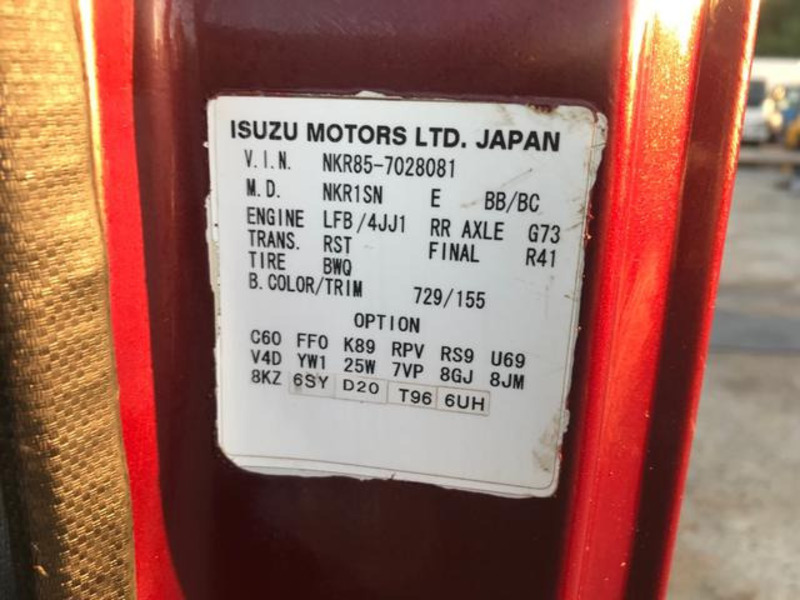 ISUZU MOTORS LTD. JAPAN
V.I.N. NKR85-7028081
M.D. NKR1SN E BB/BC
ENGINE LFB/4JJ1 RR AXLE G73
TRANS. RST FINAL R41
TIRE BWQ
B.COLOR/TRIM 729/155
OPTION
C60 FF0 K89 RPV RS9 U69
V4D YW1 25W 7VP 8GJ 8JM
8KZ 6SY D20 T96 6UH